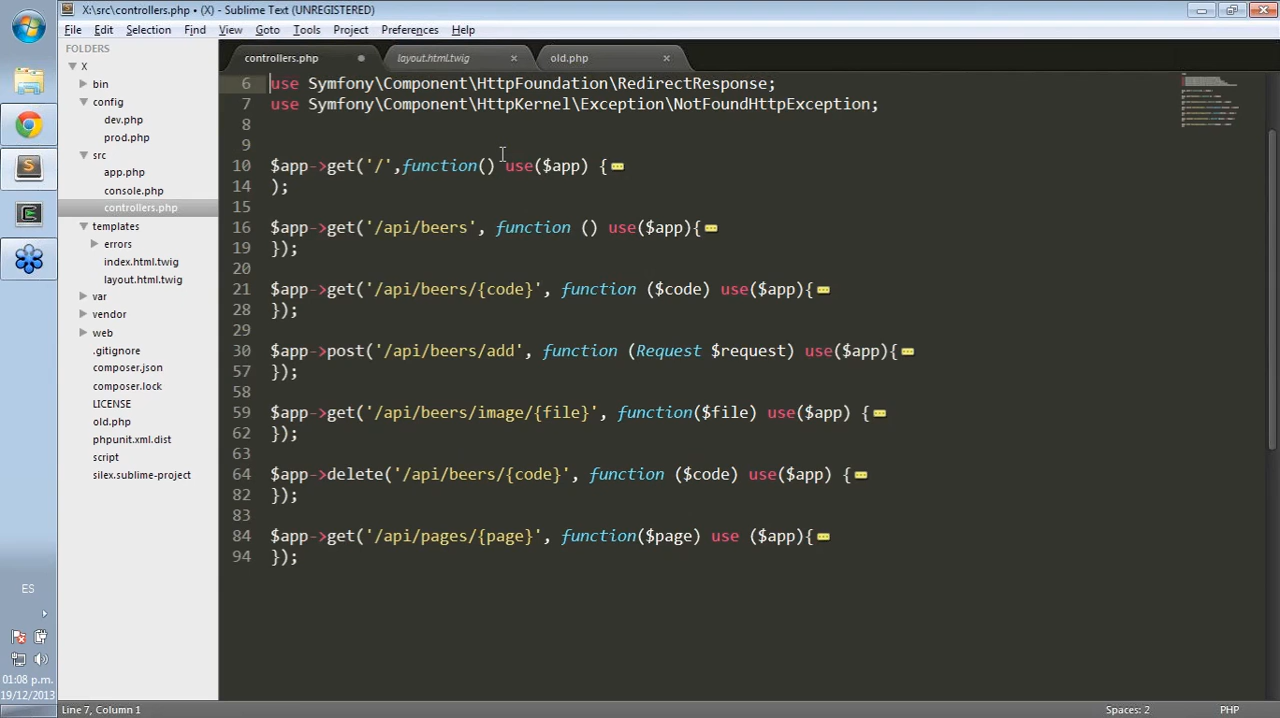 X:\src\controllers.php • (X) - Sublime Text (UNREGISTERED)
File Edit Selection Find View Goto Tools Project Preferences Help
FOLDERS
X
bin
config
dev.php
prod.php
src
app.php
console.php
controllers.php
templates
errors
index.html.twig
layout.html.twig
var
vendor
web
.gitignore
composer.json
composer.lock
LICENSE
old.php
phpunit.xml.dist
script
silex.sublime-project
controllers.php layout.html.twig old.php
6 use Symfony\Component\HttpFoundation\RedirectResponse;
7 use Symfony\Component\HttpKernel\Exception\NotFoundHttpException;
8
9
10 $app->get('/',function() use($app) {
14 );
15
16 $app->get('/api/beers', function () use($app){
19 });
20
21 $app->get('/api/beers/{code}', function ($code) use($app){
28 });
29
30 $app->post('/api/beers/add', function (Request $request) use($app){
57 });
58
59 $app->get('/api/beers/image/{file}', function($file) use($app) {
62 });
63
64 $app->delete('/api/beers/{code}', function ($code) use($app) {
82 });
83
84 $app->get('/api/pages/{page}', function($page) use ($app){
94 });
ES
01:08 p.m.
19/12/2013
Line 7, Column 1 Spaces: 2 PHP